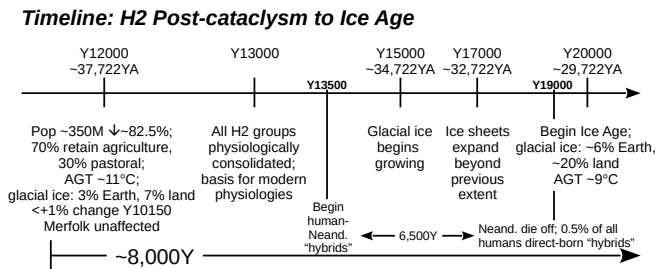 Timeline: H2 Post-cataclysm to Ice Age
Y12000
~37,722YA
Y13000
Y13500
Y15000
~34,722YA
Y17000
~32,722YA
Y19000
Y20000
~29,722YA
Pop ~350M ↓~82.5%;
70% retain agriculture,
30% pastoral;
AGT ~11°C;
glacial ice: 3% Earth, 7% land
<+1% change Y10150
Merfolk unaffected
All H2 groups
physiologically
consolidated;
basis for modern
physiologies
Begin
human-
Neand.
“hybrids”
Glacial ice
begins
growing
Ice sheets
expand
beyond
previous
extent
Begin Ice Age;
glacial ice: ~6% Earth,
~20% land
AGT ~9°C
6,500Y
Neand. die off; 0.5% of all
humans direct-born “hybrids”
~8,000Y